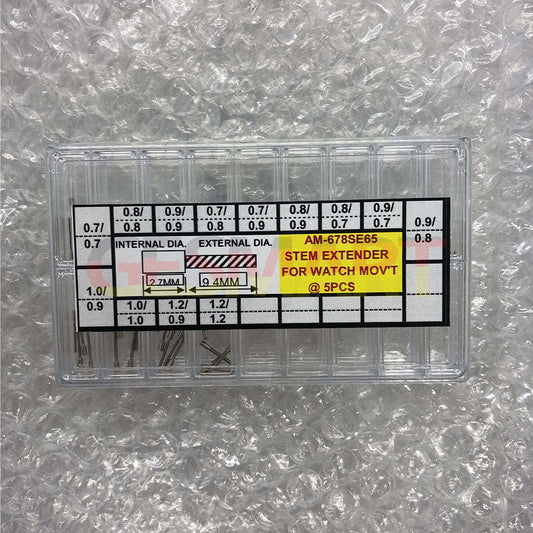 0.7/ 0.7
0.8/ 0.8
0.9/ 0.9
0.7/ 0.8
0.7/ 0.9
0.8/ 0.9
0.8/ 0.7
0.9/ 0.7
0.9/ 0.8
INTERNAL DIA. EXTERNAL DIA.
2.7MM 9.4MM
AM-678SE65
STEM EXTENDER
FOR WATCH MOV'T
@ 5PCS
1.0/ 0.9
1.0/ 1.0
1.2/ 0.9
1.2/ 1.2